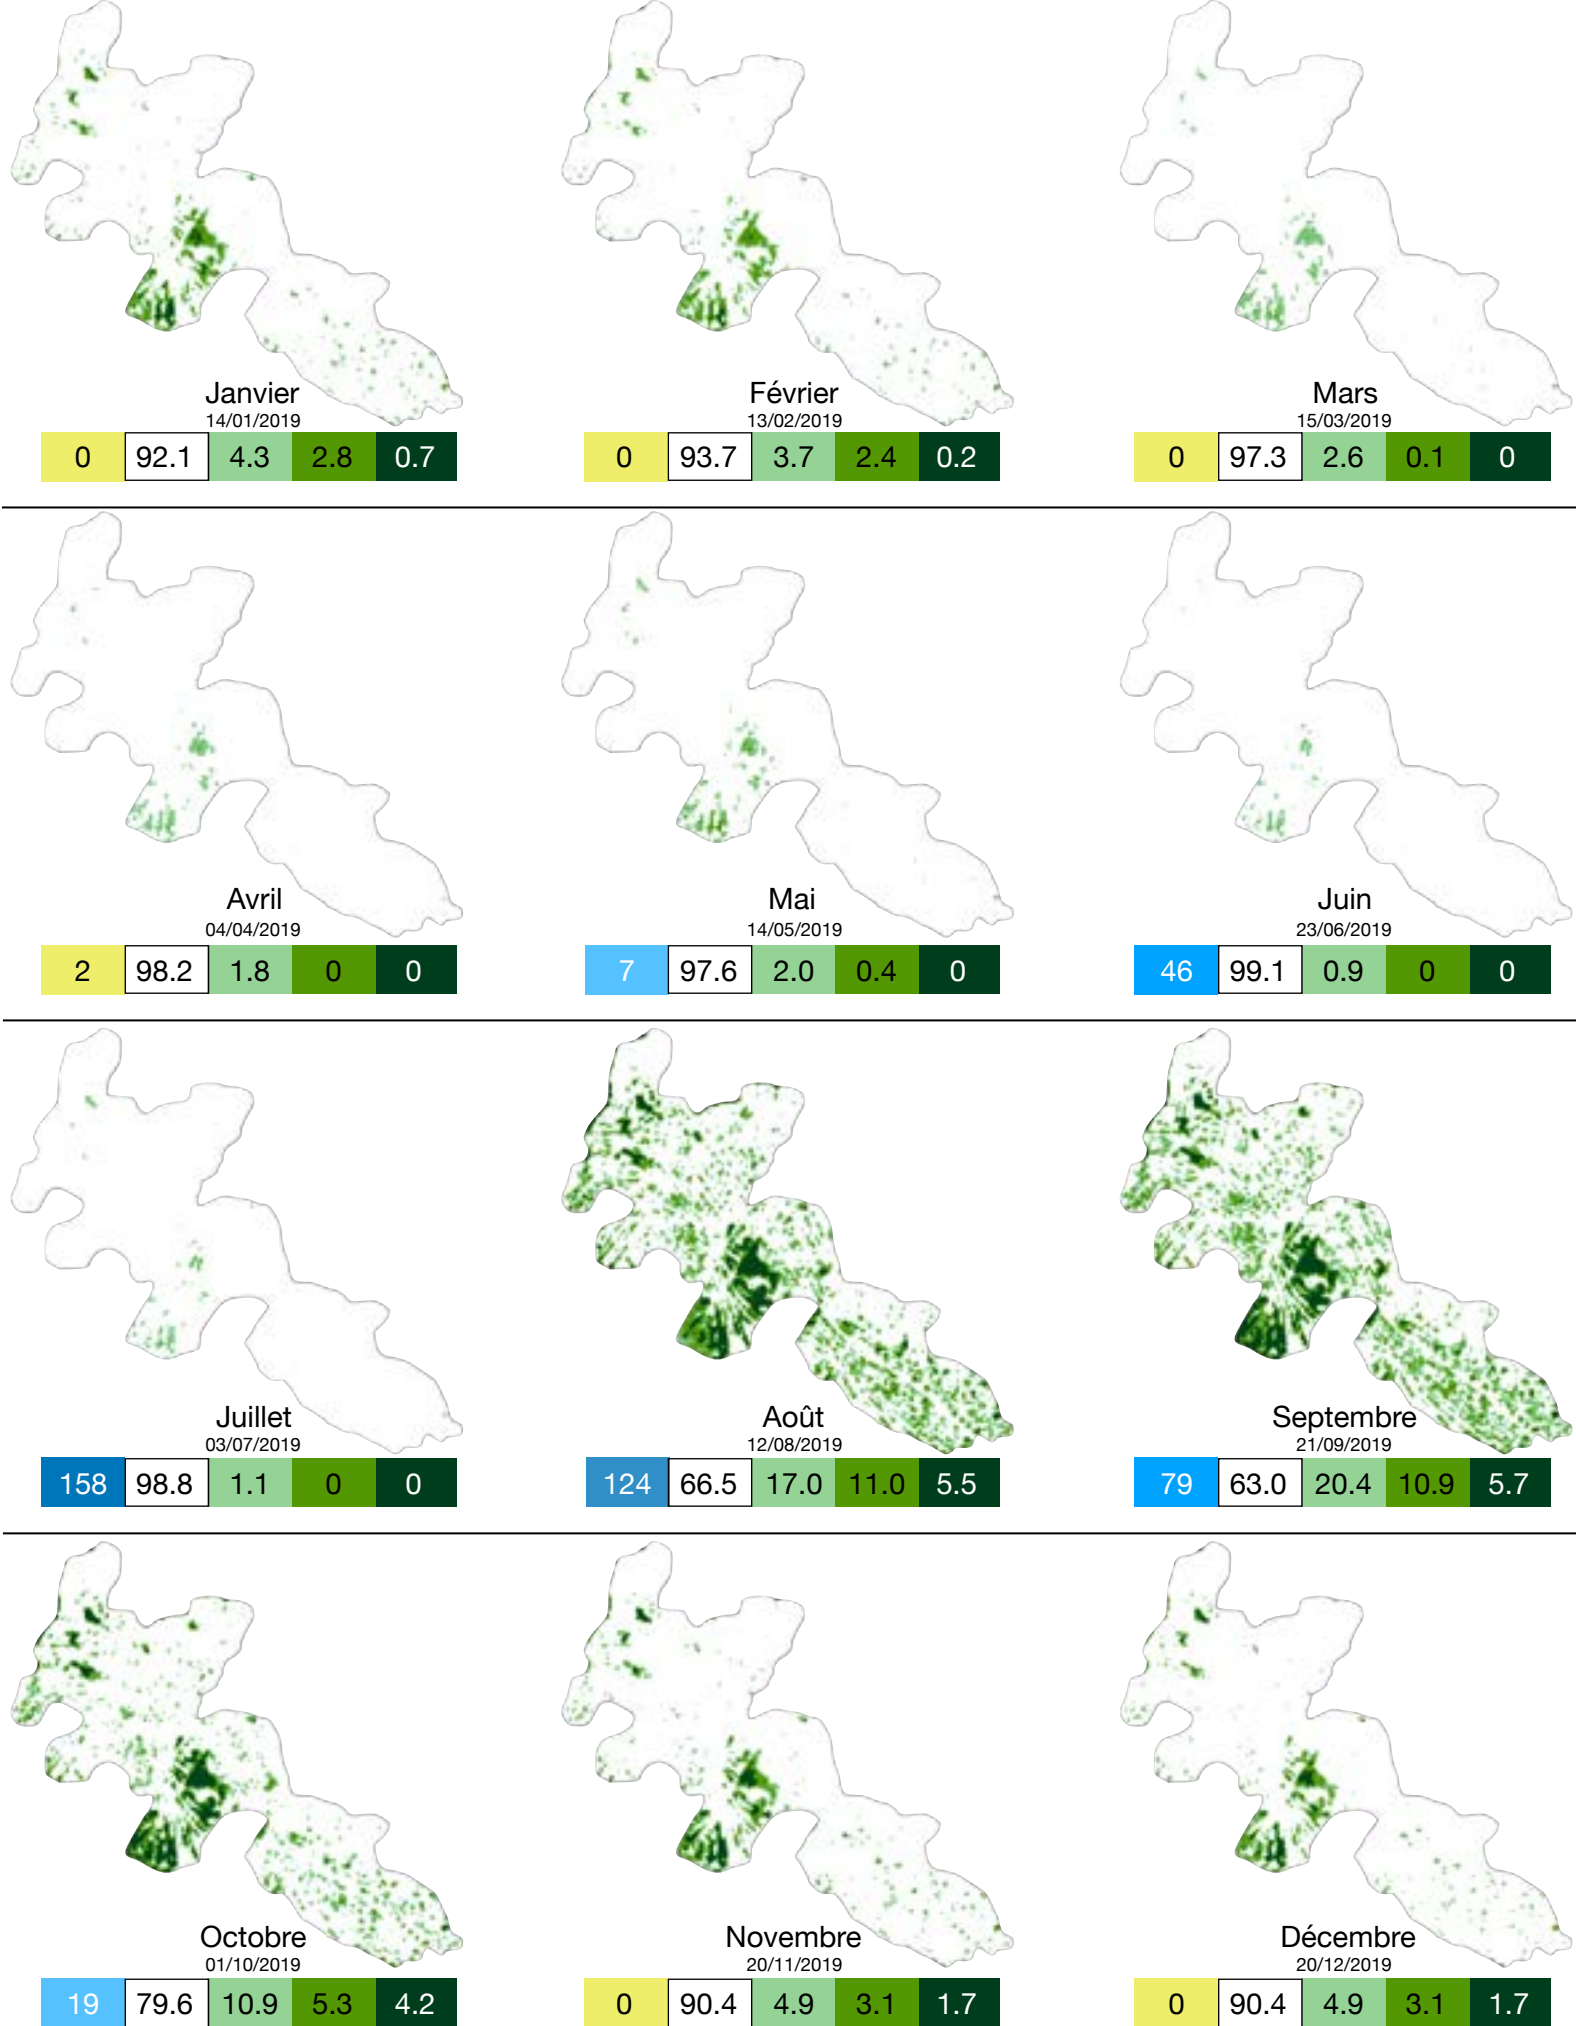 Janvier
14/01/2019
0 92.1 4.3 2.8 0.7
Février
13/02/2019
0 93.7 3.7 2.4 0.2
Mars
15/03/2019
0 97.3 2.6 0.1 0
Avril
04/04/2019
2 98.2 1.8 0 0
Mai
14/05/2019
7 97.6 2.0 0.4 0
Juin
23/06/2019
46 99.1 0.9 0 0
Juillet
03/07/2019
158 98.8 1.1 0 0
Août
12/08/2019
124 66.5 17.0 11.0 5.5
Septembre
21/09/2019
79 63.0 20.4 10.9 5.7
Octobre
01/10/2019
19 79.6 10.9 5.3 4.2
Novembre
20/11/2019
0 90.4 4.9 3.1 1.7
Décembre
20/12/2019
0 90.4 4.9 3.1 1.7